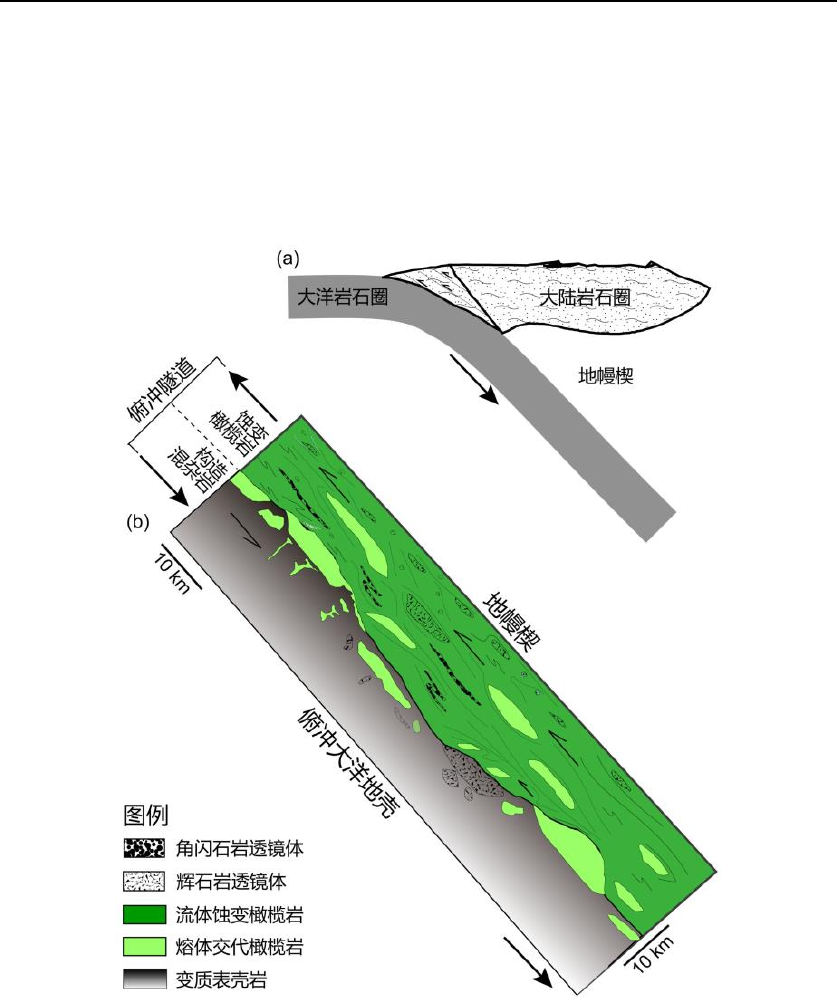 (a)
大洋岩石圈
大陆岩石圈
地幔楔
俯冲隧道
蚀变
橄榄岩
构造
混杂岩
(b)
10 km
地幔楔
俯冲大洋地壳
图例
角闪石岩透镜体
辉石岩透镜体
流体蚀变橄榄岩
熔体交代橄榄岩
变质表壳岩
10 km